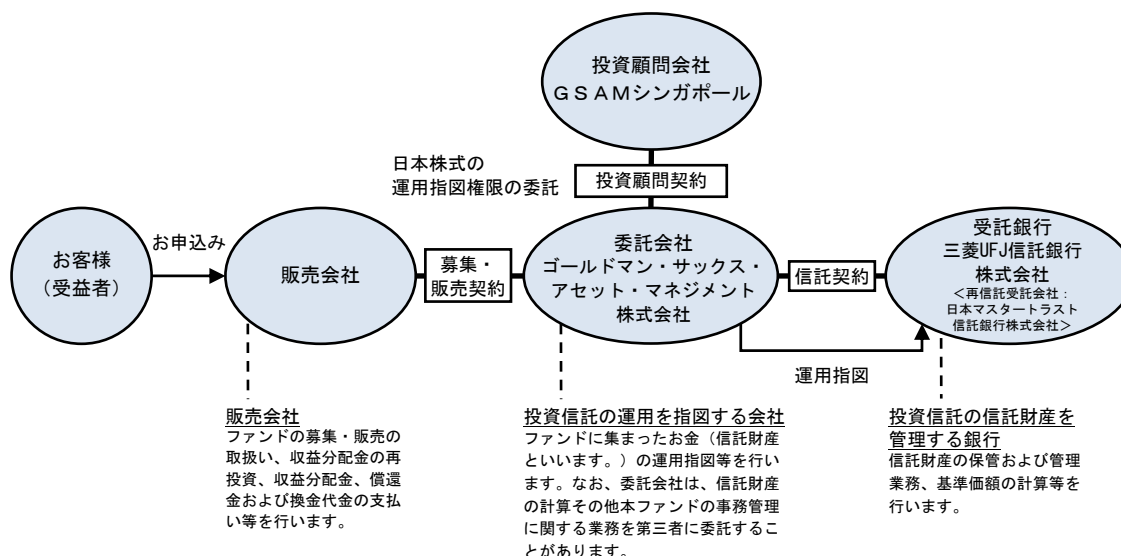 投資顧問会社
ＧＳＡＭシンガポール
日本株式の
運用指図権限の委託
投資顧問契約
お客様
（受益者）
お申込み
販売会社
募集・
販売契約
委託会社
ゴールドマン・サックス・
アセット・マネジメント
株式会社
信託契約
受託銀行
三菱UFJ信託銀行
株式会社
＜再信託受託会社：
日本マスタートラスト
信託銀行株式会社＞
運用指図
販売会社
ファンドの募集・販売の
取扱い、収益分配金の再
投資、収益分配金、償還
金および換金代金の支払
い等を行います。
投資信託の運用を指図する会社
ファンドに集まったお金（信託財産
といいます。）の運用指図等を行い
ます。なお、委託会社は、信託財産
の計算その他本ファンドの事務管理
に関する業務を第三者に委託するこ
とがあります。
投資信託の信託財産を
管理する銀行
信託財産の保管および管理
業務、基準価額の計算等を
行います。